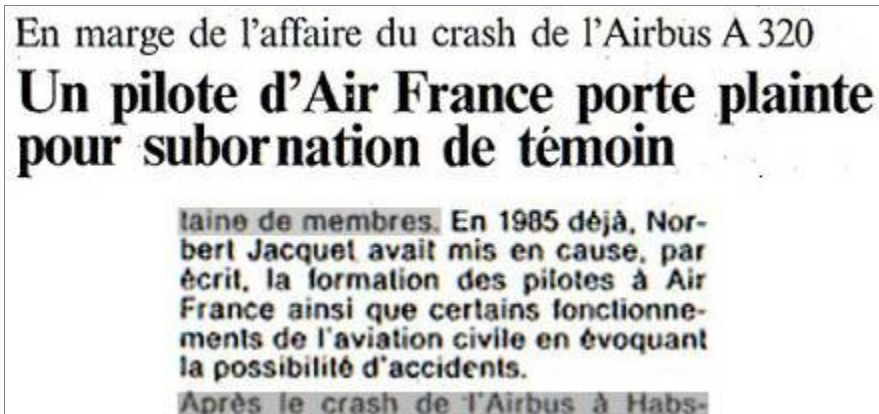 En marge de l'affaire du crash de l'Airbus A 320
Un pilote d'Air France porte plainte
pour subornation de témoin
taine de membres. En 1985 déjà, Nor-
bert Jacquet avait mis en cause, par
écrit, la formation des pilotes à Air
France ainsi que certains fonctionne-
ments de l'aviation civile en évoquant
la possibilité d'accidents.
Après le crash de l'Airbus à Habs-